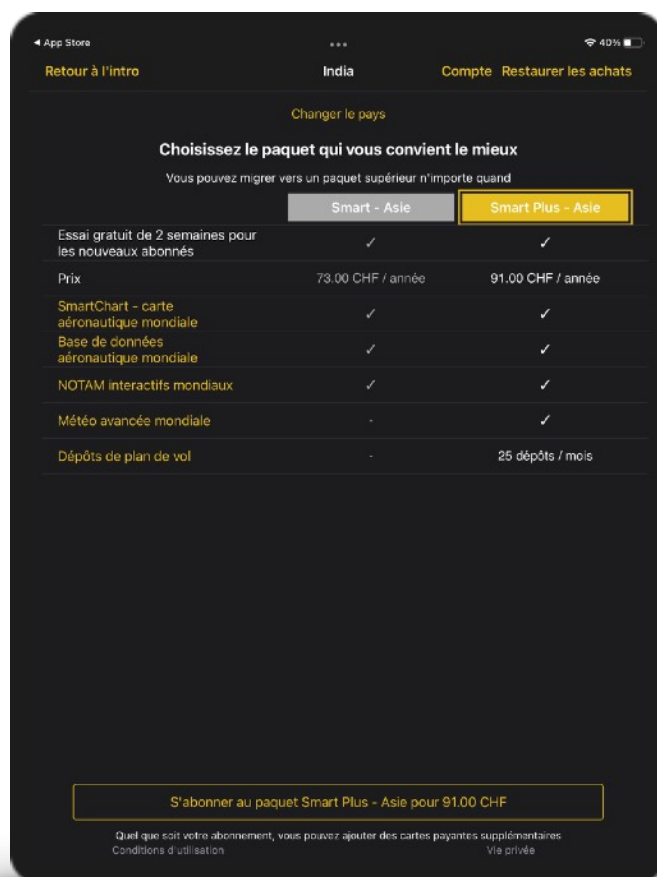 ◀ App Store
40%
Retour à l'intro India Compte Restaurer les achats
Changer le pays
Choisissez le paquet qui vous convient le mieux
Vous pouvez migrer vers un paquet supérieur n'importe quand
Smart - Asie Smart Plus - Asie
Essai gratuit de 2 semaines pour
les nouveaux abonnés ✓ ✓
Prix 73.00 CHF / année 91.00 CHF / année
SmartChart - carte
aéronautique mondiale ✓ ✓
Base de données
aéronautique mondiale ✓ ✓
NOTAM interactifs mondiaux ✓ ✓
Météo avancée mondiale - ✓
Dépôts de plan de vol - 25 dépôts / mois
S'abonner au paquet Smart Plus - Asie pour 91.00 CHF
Quel que soit votre abonnement, vous pouvez ajouter des cartes payantes supplémentaires
Conditions d'utilisation Vie privée